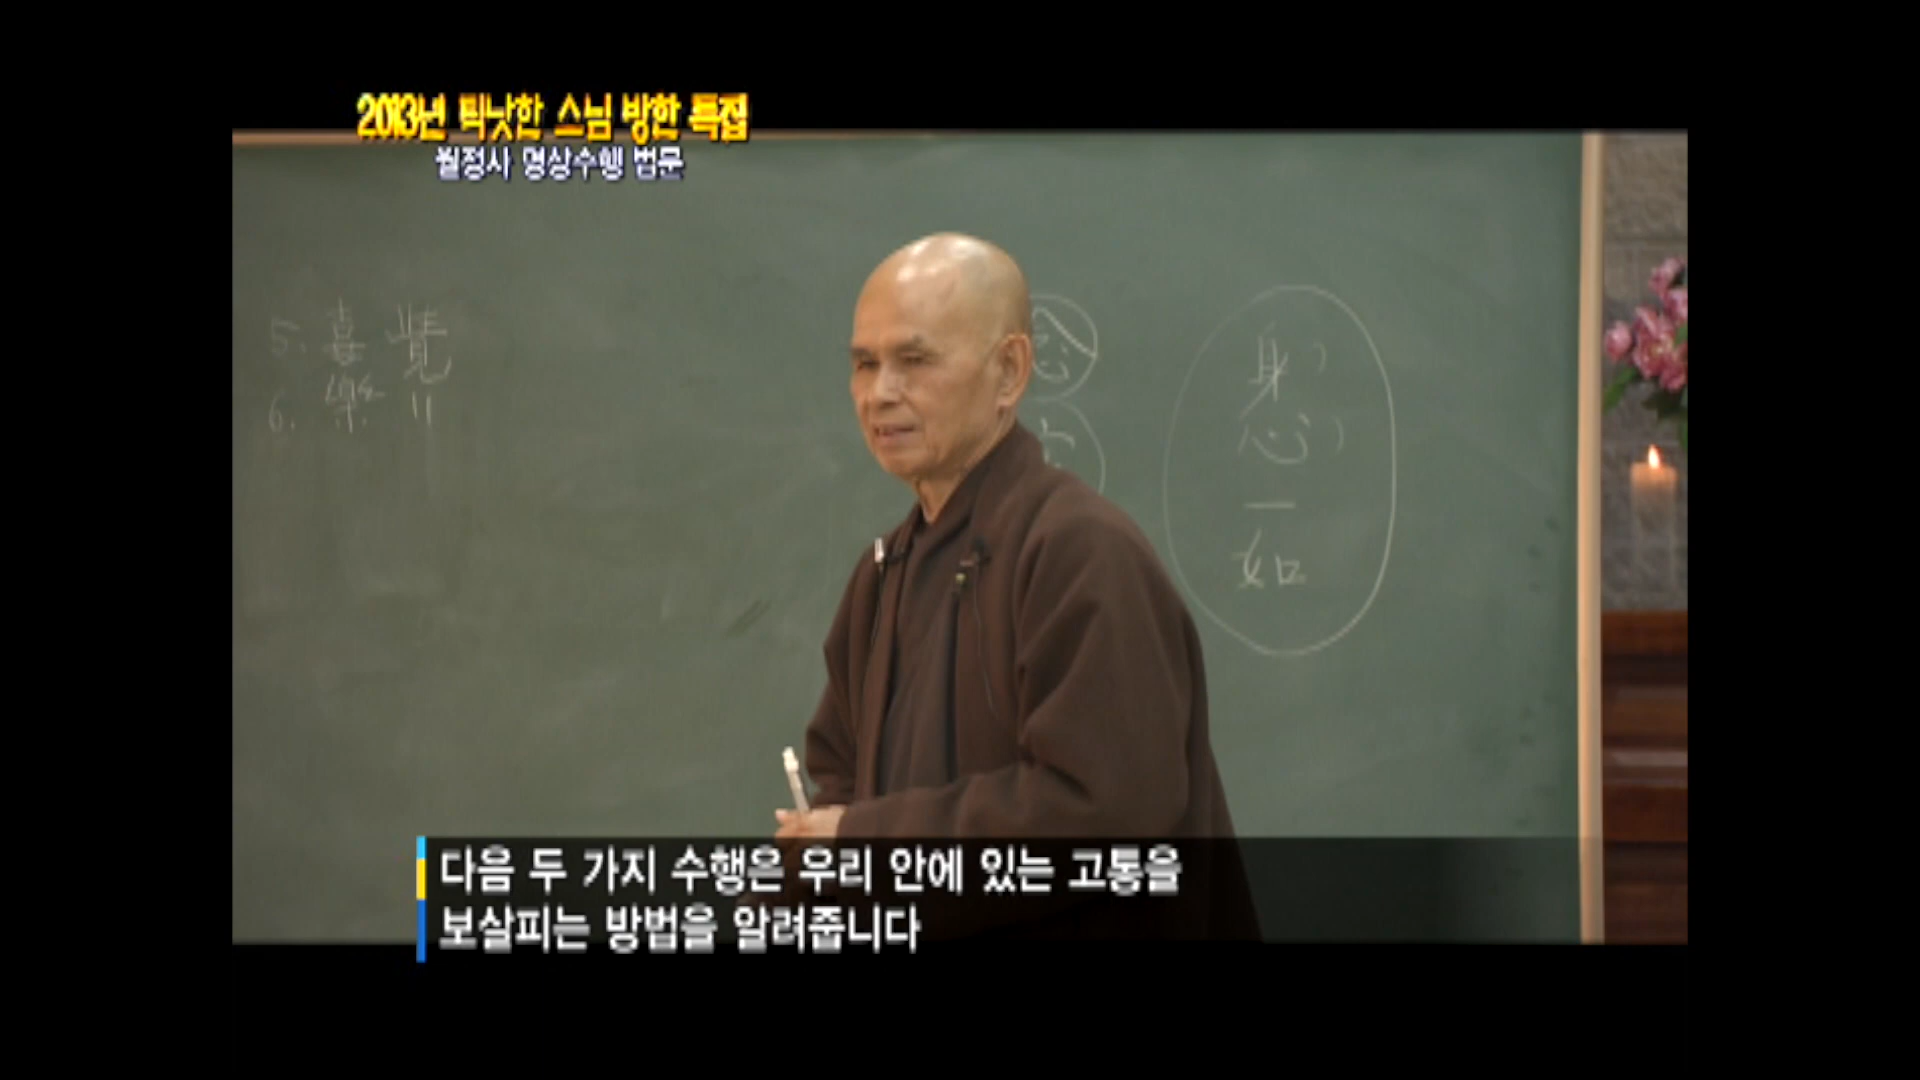 2013년 틱낫한 스님 방한 특집
월정사 명상수행 법문
5. 喜 覺
6. 樂 〃
念
身
心
一
如
다음 두 가지 수행은 우리 안에 있는 고통을
보살피는 방법을 알려줍니다